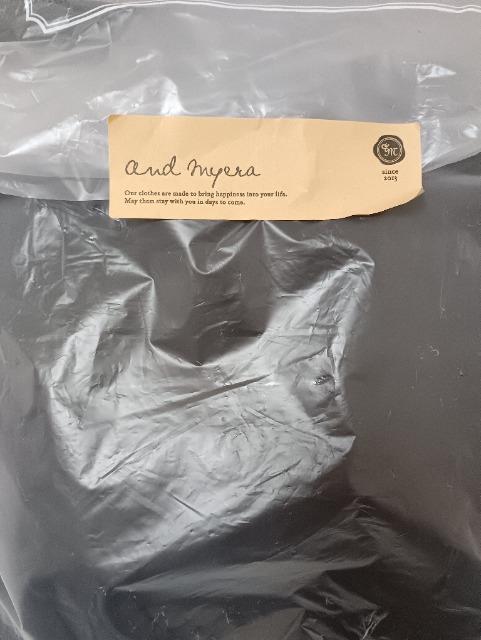 and myera
Our clothes are made to bring happiness into your life.
May them stay with you in days to come.
since
2013